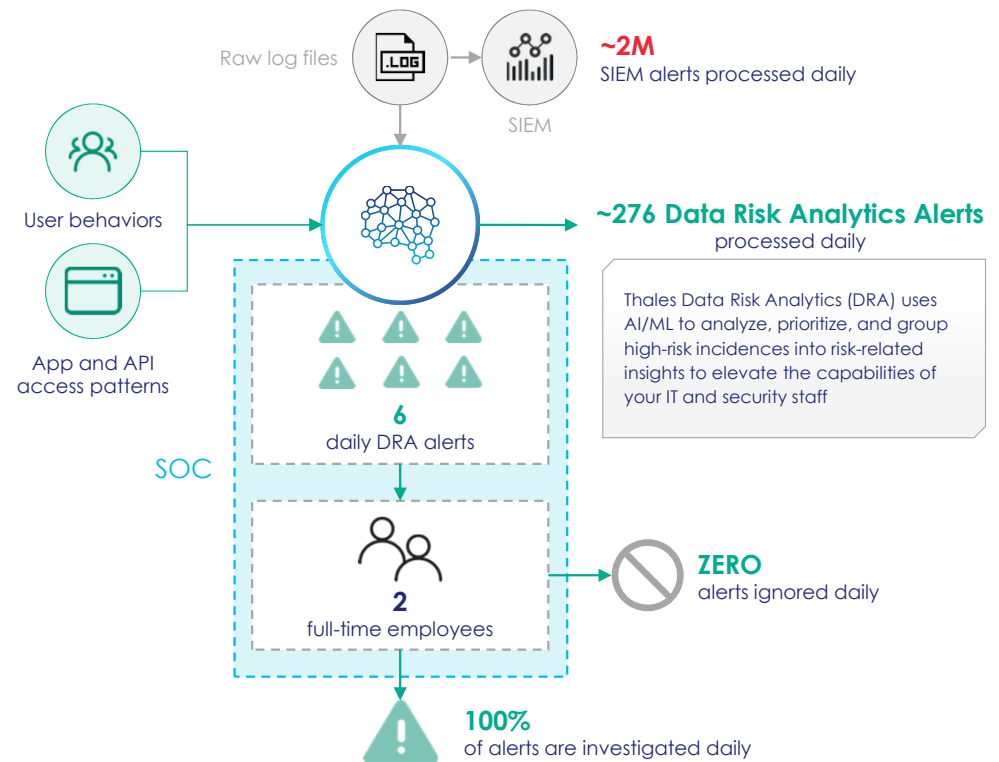 Raw log files
.LOG
SIEM
~2M
SIEM alerts processed daily
User behaviors
App and API
access patterns
~276 Data Risk Analytics Alerts
processed daily
Thales Data Risk Analytics (DRA) uses
AI/ML to analyze, prioritize, and group
high-risk incidences into risk-related
insights to elevate the capabilities of
your IT and security staff
6
daily DRA alerts
SOC
2
full-time employees
ZERO
alerts ignored daily
100%
of alerts are investigated daily